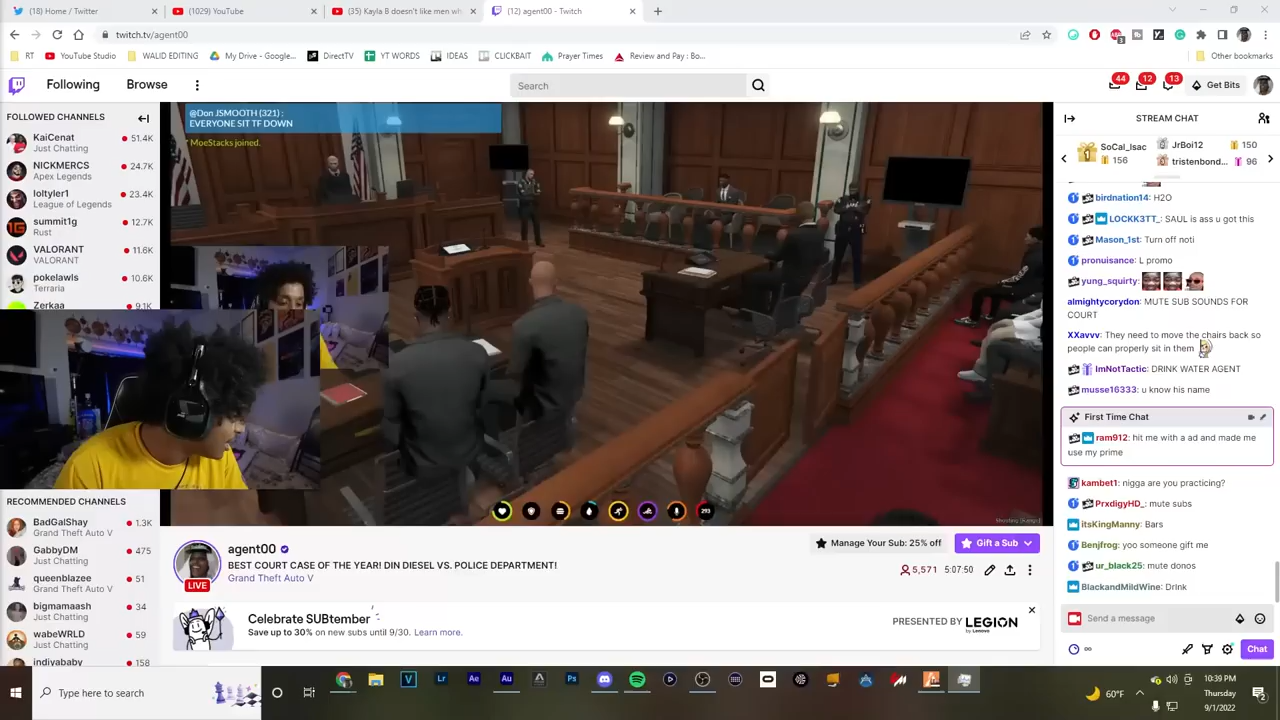 (18) Home / Twitter
(1029) YouTube
(35) Kayla B doesn't like men wh
(12) agent00 - Twitch
twitch.tv/agent00
RT
YouTube Studio
WALID EDITING
My Drive - Google...
DirectTV
YT WORDS
IDEAS
CLICKBAIT
Prayer Times
Review and Pay : Bo...
Other bookmarks
Following
Browse
Search
44
12
13
Get Bits
FOLLOWED CHANNELS
KaiCenat 51.4K
Just Chatting
NICKMERCS 24.7K
Apex Legends
loltyler1 23.4K
League of Legends
summit1g 12.7K
Rust
VALORANT 11.6K
VALORANT
pokelawls 10.6K
Terraria
Zerkaa 9.1K
RECOMMENDED CHANNELS
BadGalShay 1.3K
Grand Theft Auto V
GabbyDM 475
Just Chatting
queenblazee 51
Grand Theft Auto V
bigmamaash 34
Just Chatting
wabeWRLD 59
Just Chatting
indiyababy 158
@Don JSMOOTH (321) :
EVERYONE SIT TF DOWN
* MoeStacks joined.
293
agent00
LIVE
BEST COURT CASE OF THE YEAR! DIN DIESEL VS. POLICE DEPARTMENT!
Grand Theft Auto V
Manage Your Sub: 25% off
Gift a Sub
5,571 5:07:50
Celebrate SUBtember
Save up to 30% on new subs until 9/30. Learn more.
PRESENTED BY LEGION
by Lenovo
STREAM CHAT
SoCal_Isac
156
JrBoi12 150
tristenbond... 96
birdnation14: H2O
LOCKK3TT_: SAUL is ass u got this
Mason_1st: Turn off noti
pronuisance: L promo
yung_squirty:
almightycorydon: MUTE SUB SOUNDS FOR
COURT
XXavvv: They need to move the chairs back so
people can properly sit in them
ImNotTactic: DRINK WATER AGENT
musse16333: u know his name
First Time Chat
ram912: hit me with a ad and made me
use my prime
kambet1: nigga are you practicing?
PrxdigyHD_: mute subs
itsKingManny: Bars
Benjfrog: yoo someone gift me
ur_black25: mute donos
BlackandMildWine: DrInk
Send a message
Chat
Type here to search
60°F
10:39 PM
Thursday
9/1/2022
2